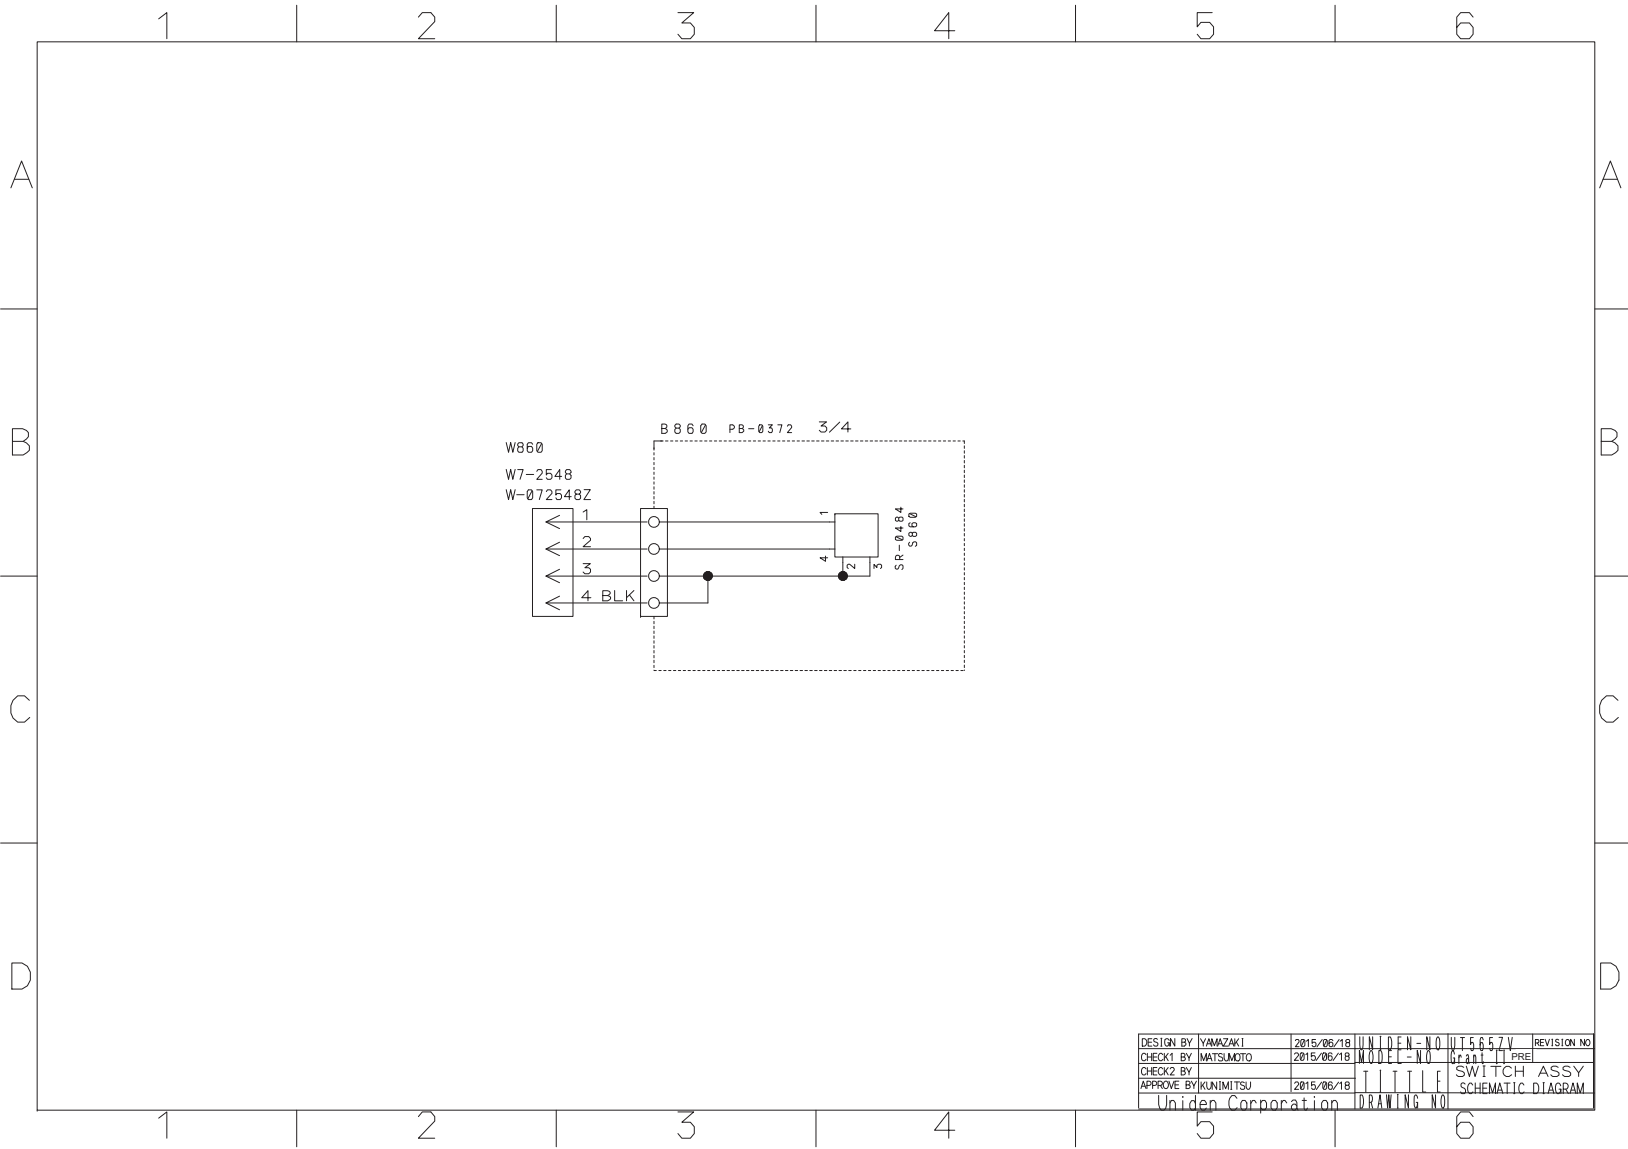 1 2 3 4 5 6
A A
B860 PB-0372 3/4
B B
W860
W7-2548
W-072548Z
1 1
2 4
2 3
3
4 BLK
SR-0484
S860
C C
D D
DESIGN BY YAMAZAKI 2015/06/18 UNIDEN-NO UT565ZV REVISION NO
CHECK1 BY MATSUMOTO 2015/06/18 MODEL-NO Grant II PRE
CHECK2 BY TITTLE SWITCH ASSY
APPROVE BY KUNIMITSU 2015/06/18 SCHEMATIC DIAGRAM
Uniden Corporation DRAWING NO
1 2 3 4 5 6